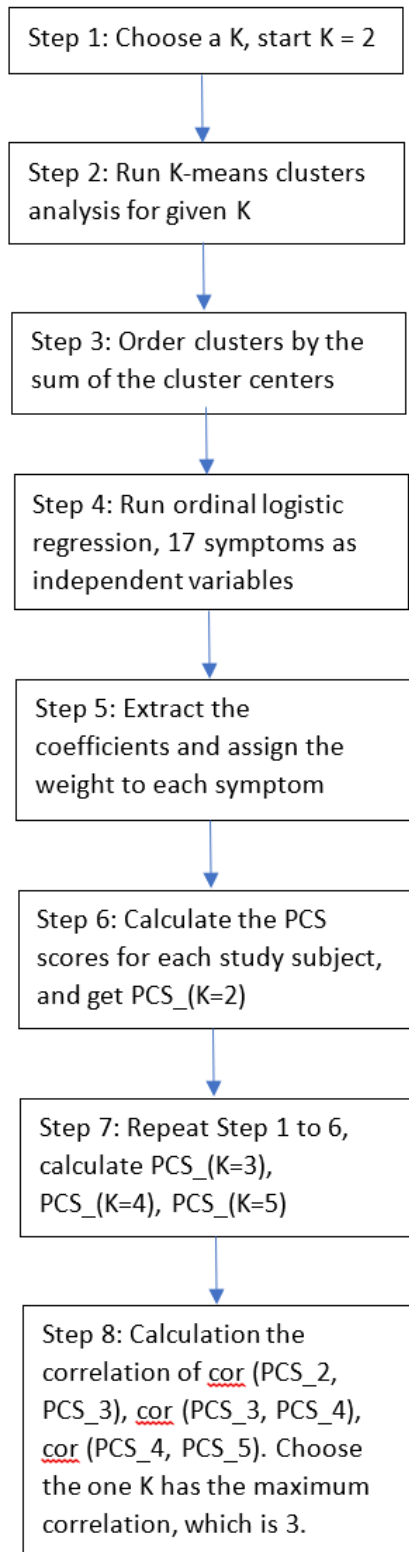 Step 1: Choose a K, start K = 2
Step 2: Run K-means clusters
analysis for given K
Step 3: Order clusters by the
sum of the cluster centers
Step 4: Run ordinal logistic
regression, 17 symptoms as
independent variables
Step 5: Extract the
coefficients and assign the
weight to each symptom
Step 6: Calculate the PCS
scores for each study subject,
and get PCS_(K=2)
Step 7: Repeat Step 1 to 6,
calculate PCS_(K=3),
PCS_(K=4), PCS_(K=5)
Step 8: Calculation the
correlation of cor (PCS_2,
PCS_3), cor (PCS_3, PCS_4),
cor (PCS_4, PCS_5). Choose
the one K has the maximum
correlation, which is 3.